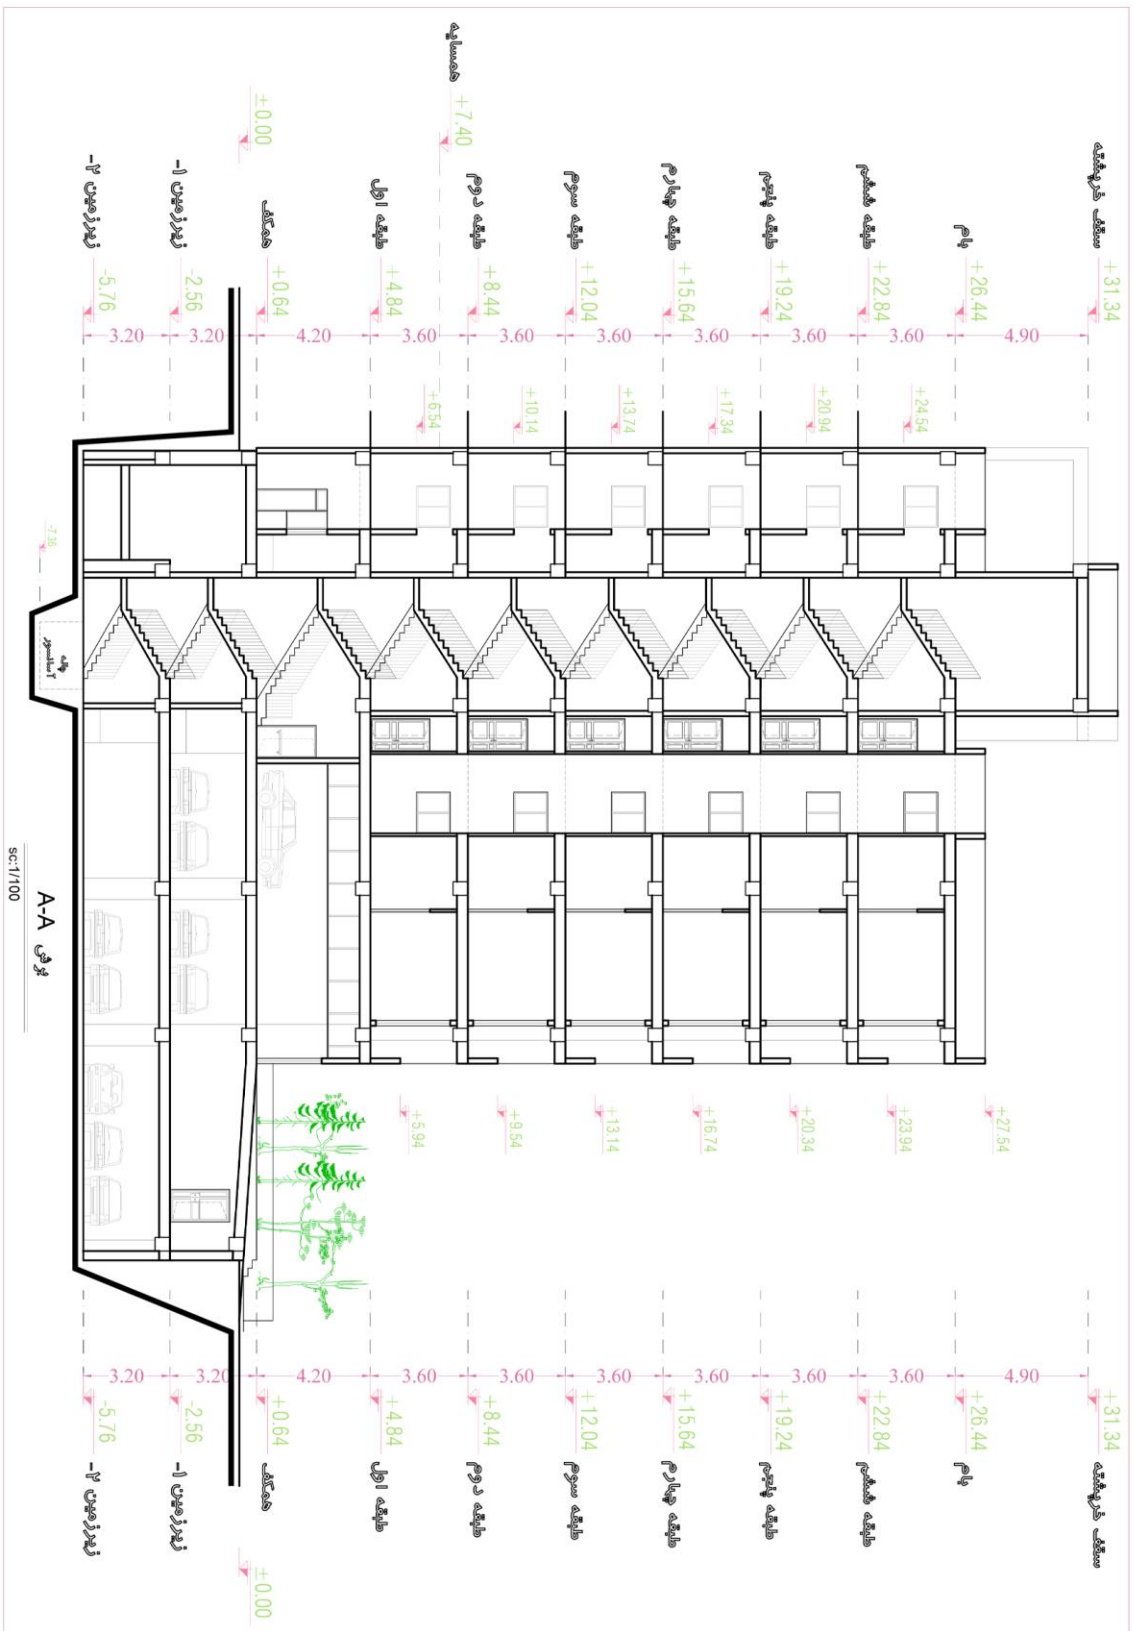 سقف خرپشته
+31.34
بام
+26.44
طبقه ششم
+22.84
طبقه پنجم
+19.24
طبقه چهارم
+15.64
طبقه سوم
+12.04
طبقه دوم
+8.44
همسایه
+7.40
طبقه اول
+4.84
همکف
+0.64
±0.00
زیرزمین ۱-
-2.56
زیرزمین ۲-
-5.76
4.90
3.60
3.60
3.60
3.60
3.60
3.60
4.20
3.20
3.20
+24.54
+20.94
+17.34
+13.74
+10.14
+6.54
-7.36
چاله
آسانسور
+27.54
+23.94
+20.34
+16.74
+13.14
+9.54
+5.94
4.90
3.60
3.60
3.60
3.60
3.60
3.60
4.20
3.20
3.20
+31.34
سقف خرپشته
+26.44
بام
+22.84
طبقه ششم
+19.24
طبقه پنجم
+15.64
طبقه چهارم
+12.04
طبقه سوم
+8.44
طبقه دوم
+4.84
طبقه اول
+0.64
همکف
±0.00
-2.56
زیرزمین ۱-
-5.76
زیرزمین ۲-
برش A-A
sc:1/100